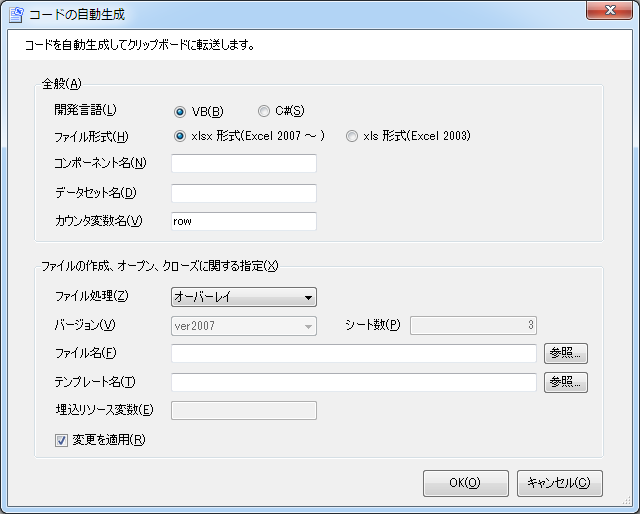 コードの自動生成
コードを自動生成してクリップボードに転送します。
全般(A)
開発言語(L) VB(B) C#(S)
ファイル形式(H) xlsx 形式(Excel 2007 ～ ) xls 形式(Excel 2003)
コンポーネント名(N)
データセット名(D)
カウンタ変数名(V) row
ファイルの作成、オープン、クローズに関する指定(X)
ファイル処理(Z) オーバーレイ
バージョン(V) ver2007 シート数(P) 3
ファイル名(F) 参照...
テンプレート名(T) 参照...
埋込リソース変数(E)
変更を適用(R)
OK(O) キャンセル(C)